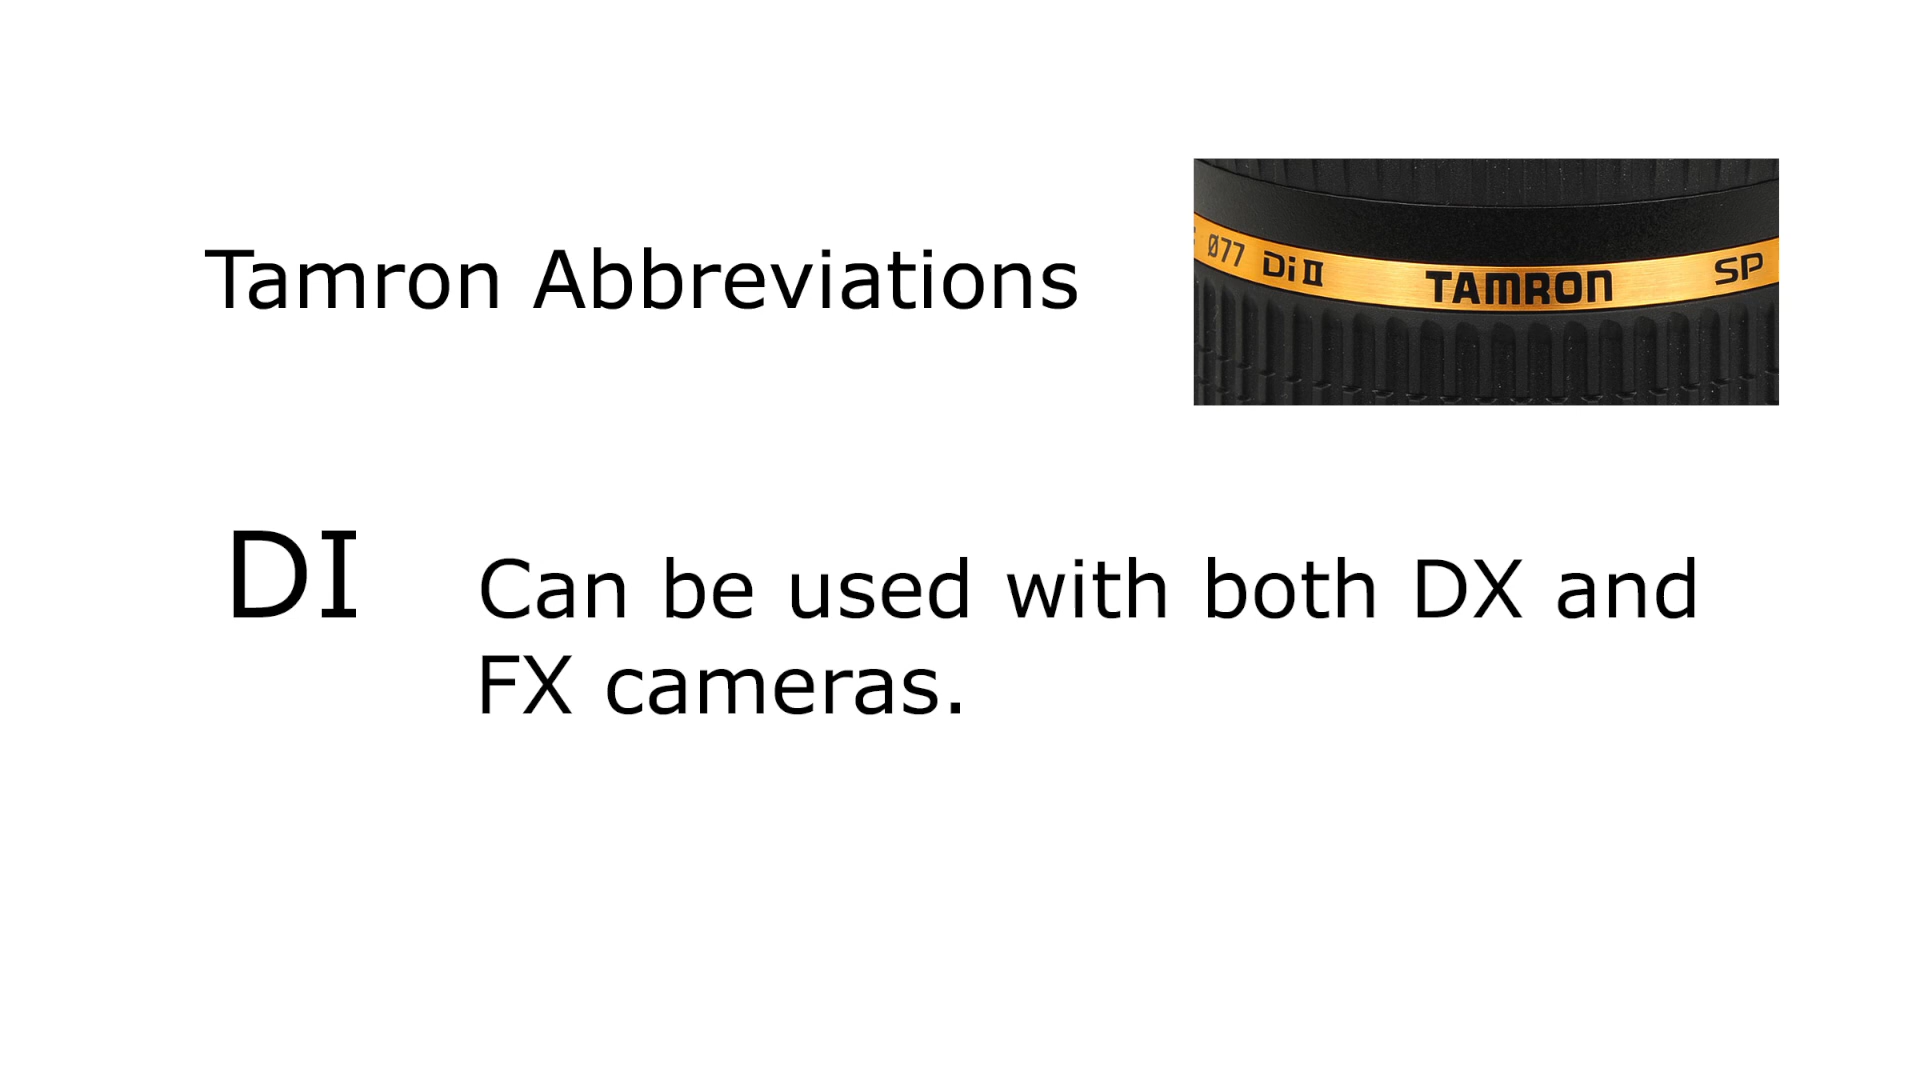 Tamron Abbreviations
Ø77 Di II TAMRON SP
DI Can be used with both DX and
FX cameras.